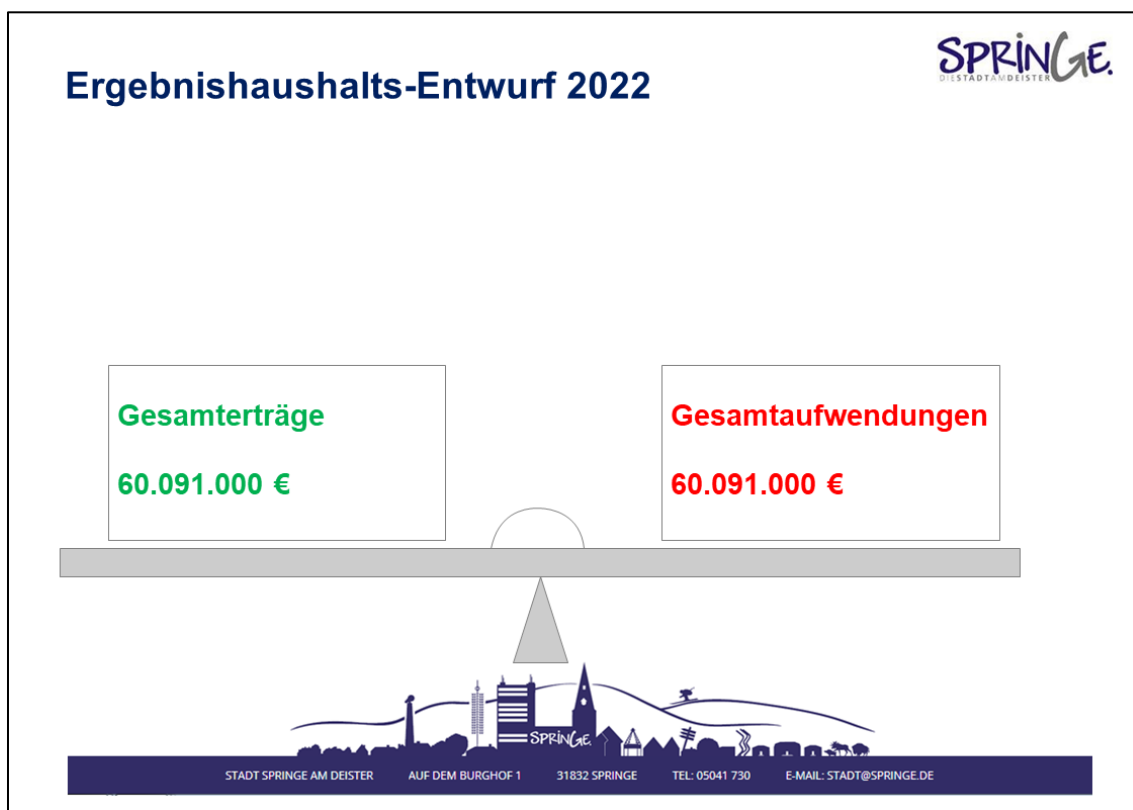 SPRINGE.
DIESTADTAMDEISTER
Ergebnishaushalts-Entwurf 2022
Gesamterträge
60.091.000 €
Gesamtaufwendungen
60.091.000 €
SPRINGE.
STADT SPRINGE AM DEISTER AUF DEM BURGHOF 1 31832 SPRINGE TEL: 05041 730 E-MAIL: STADT@SPRINGE.DE